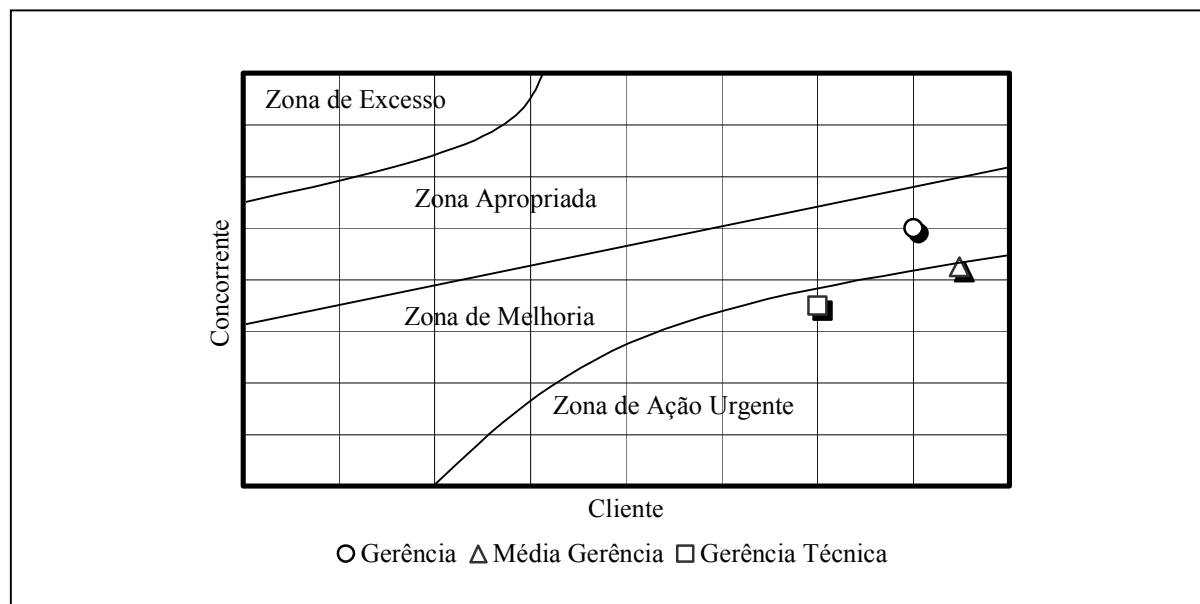 Zona de Excesso
Zona Apropriada
Concorrente
Zona de Melhoria
Zona de Ação Urgente
Cliente
Gerência Média Gerência Gerência Técnica